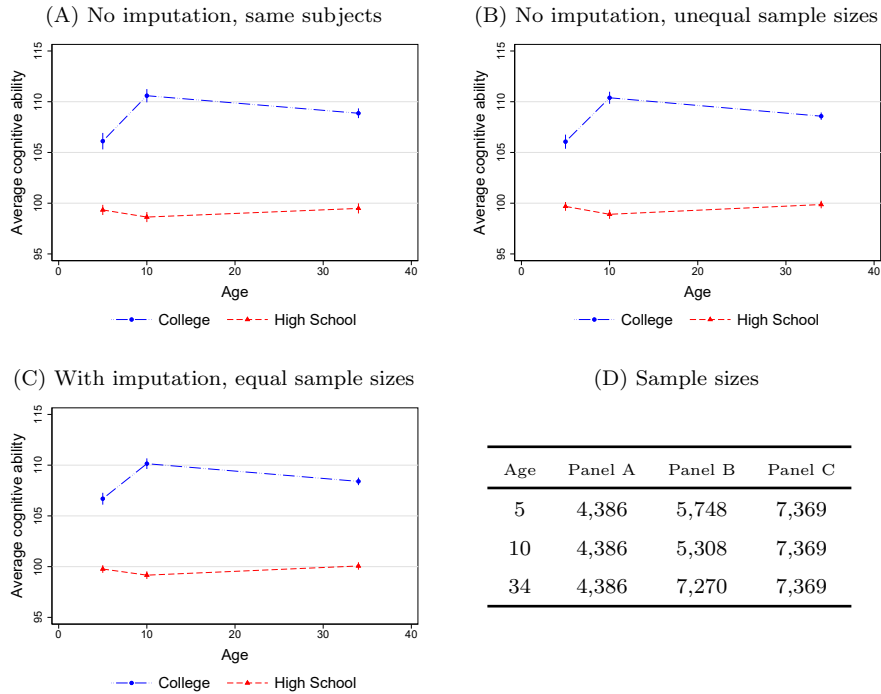 (A) No imputation, same subjects
Average cognitive ability
115
110
105
100
95
0 10 20 30 40
Age
College High School
(B) No imputation, unequal sample sizes
Average cognitive ability
115
110
105
100
95
0 10 20 30 40
Age
College High School
(C) With imputation, equal sample sizes
Average cognitive ability
115
110
105
100
95
0 10 20 30 40
Age
College High School
(D) Sample sizes
Age Panel A Panel B Panel C
5 4,386 5,748 7,369
10 4,386 5,308 7,369
34 4,386 7,270 7,369